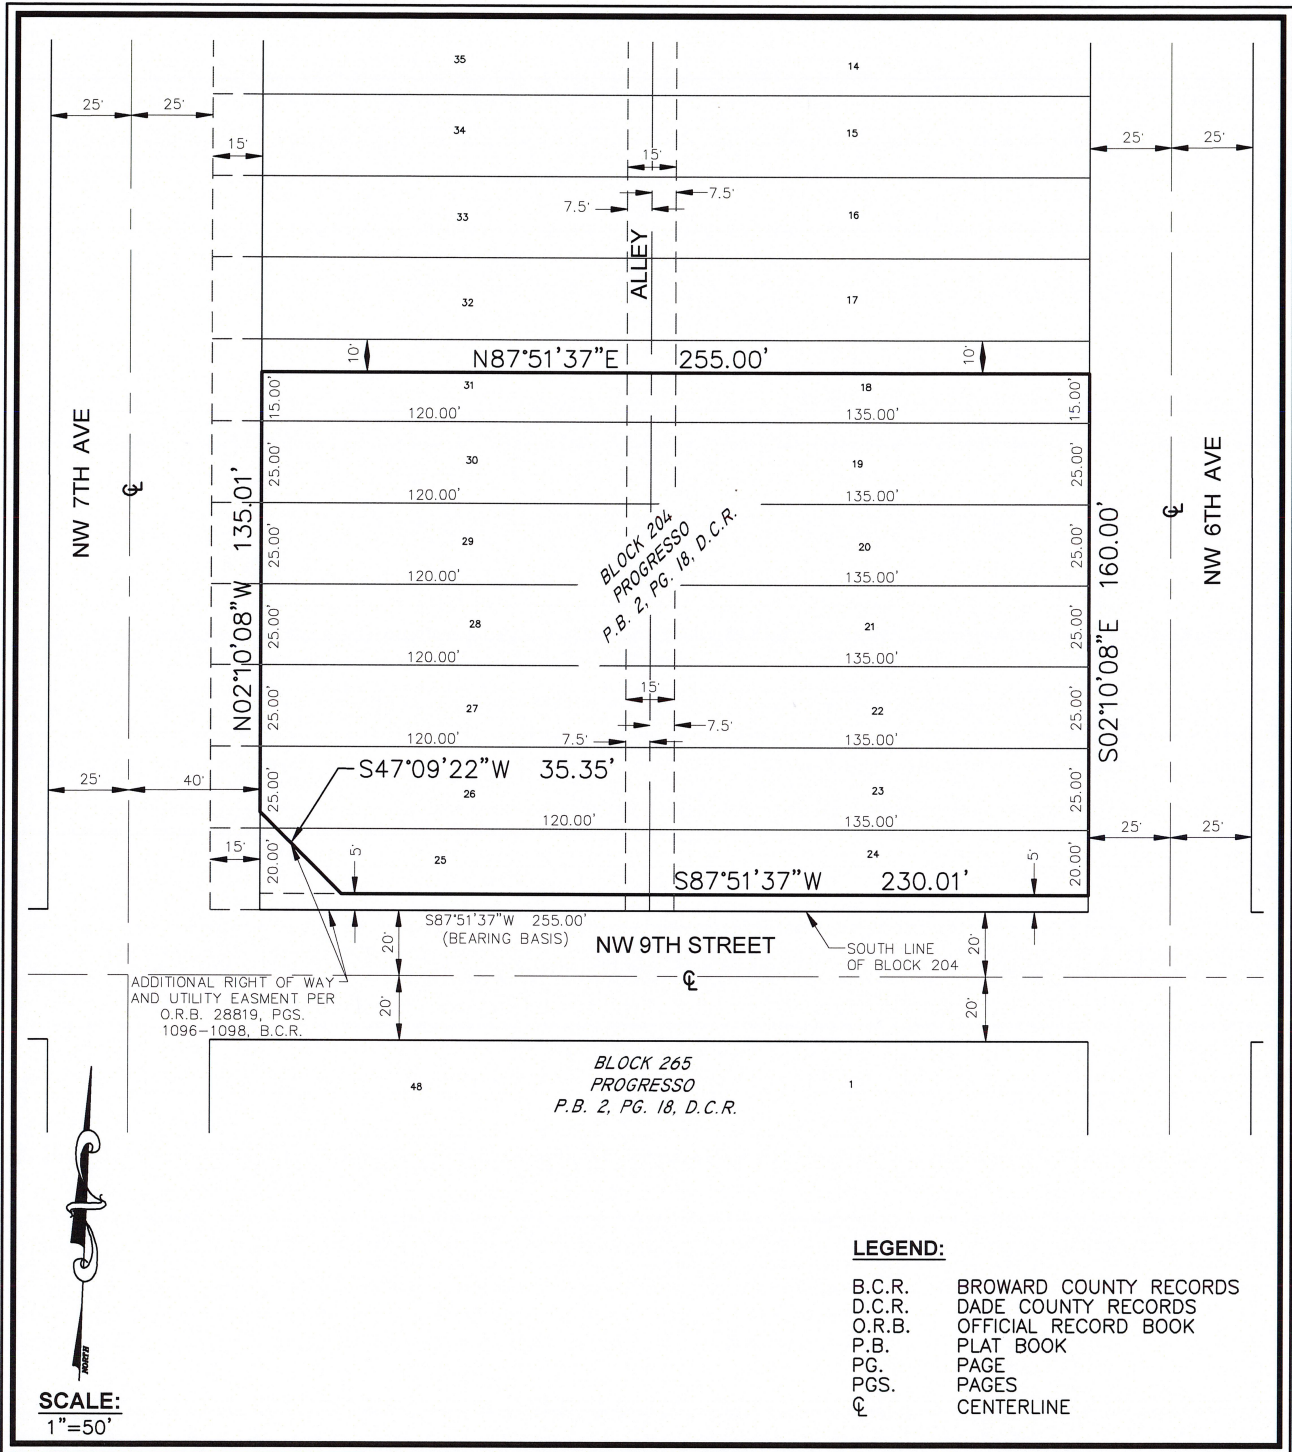 35
14
25'
25'
34
15
25'
25'
15'
15'
33
16
7.5'
7.5'
ALLEY
32
17
10'
N87°51'37"E 255.00'
10'
15.00'
31
18
15.00'
120.00'
135.00'
NW 7TH AVE
℄
N02°10'08"W 135.01'
25.00'
30
19
25.00'
120.00'
135.00'
S02°10'08"E 160.00'
℄
NW 6TH AVE
BLOCK 204
PROGRESSO
P.B. 2, PG. 18, D.C.R.
25.00'
29
20
25.00'
120.00'
135.00'
25.00'
28
21
25.00'
120.00'
135.00'
15'
25.00'
27
22
25.00'
7.5'
7.5'
120.00'
135.00'
25'
40'
25.00'
S47°09'22"W 35.35'
26
23
25.00'
120.00'
135.00'
25'
25'
15'
20.00'
5'
25
24
5'
20.00'
S87°51'37"W 230.01'
S87°51'37"W 255.00'
(BEARING BASIS)
20'
NW 9TH STREET
SOUTH LINE
OF BLOCK 204
20'
℄
ADDITIONAL RIGHT OF WAY
AND UTILITY EASMENT PER
O.R.B. 28819, PGS.
1096-1098, B.C.R.
20'
20'
BLOCK 265
PROGRESSO
P.B. 2, PG. 18, D.C.R.
48
1
NORTH
SCALE:
1"=50'
LEGEND:
B.C.R. BROWARD COUNTY RECORDS
D.C.R. DADE COUNTY RECORDS
O.R.B. OFFICIAL RECORD BOOK
P.B. PLAT BOOK
PG. PAGE
PGS. PAGES
℄ CENTERLINE